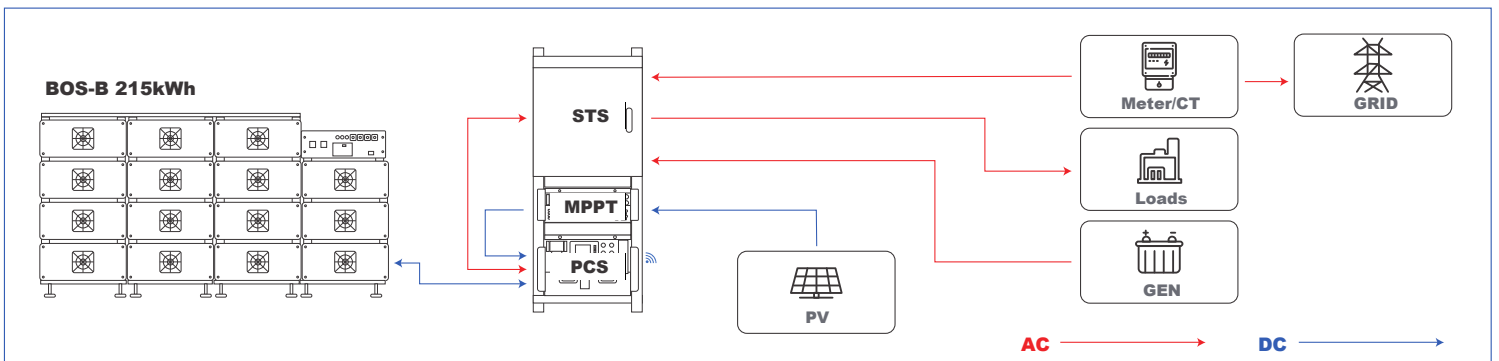 BOS-B 215kWh
STS
MPPT
PCS
Meter/CT
GRID
Loads
GEN
PV
AC
DC